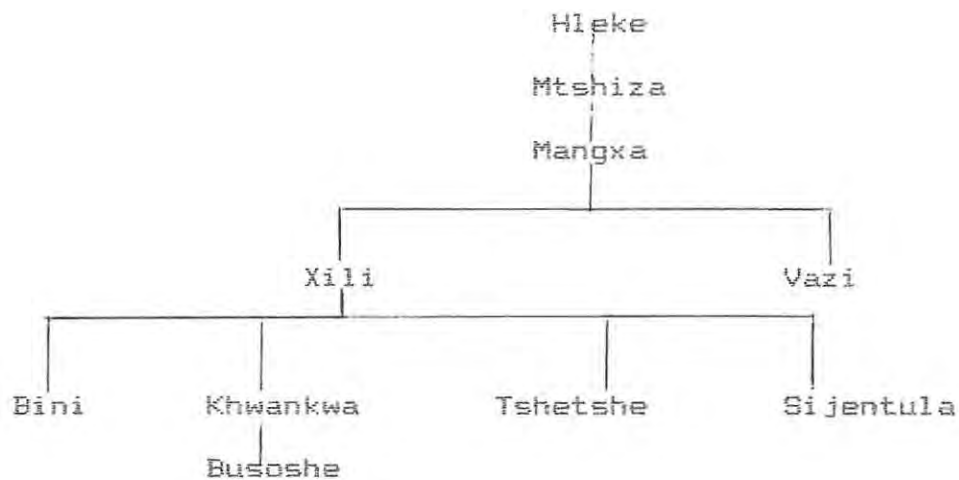 Hleke
Mtshiza
Mangxa
Xili Vazi
Bini Khwankwa Tshetshe Sijentula
Busoshe